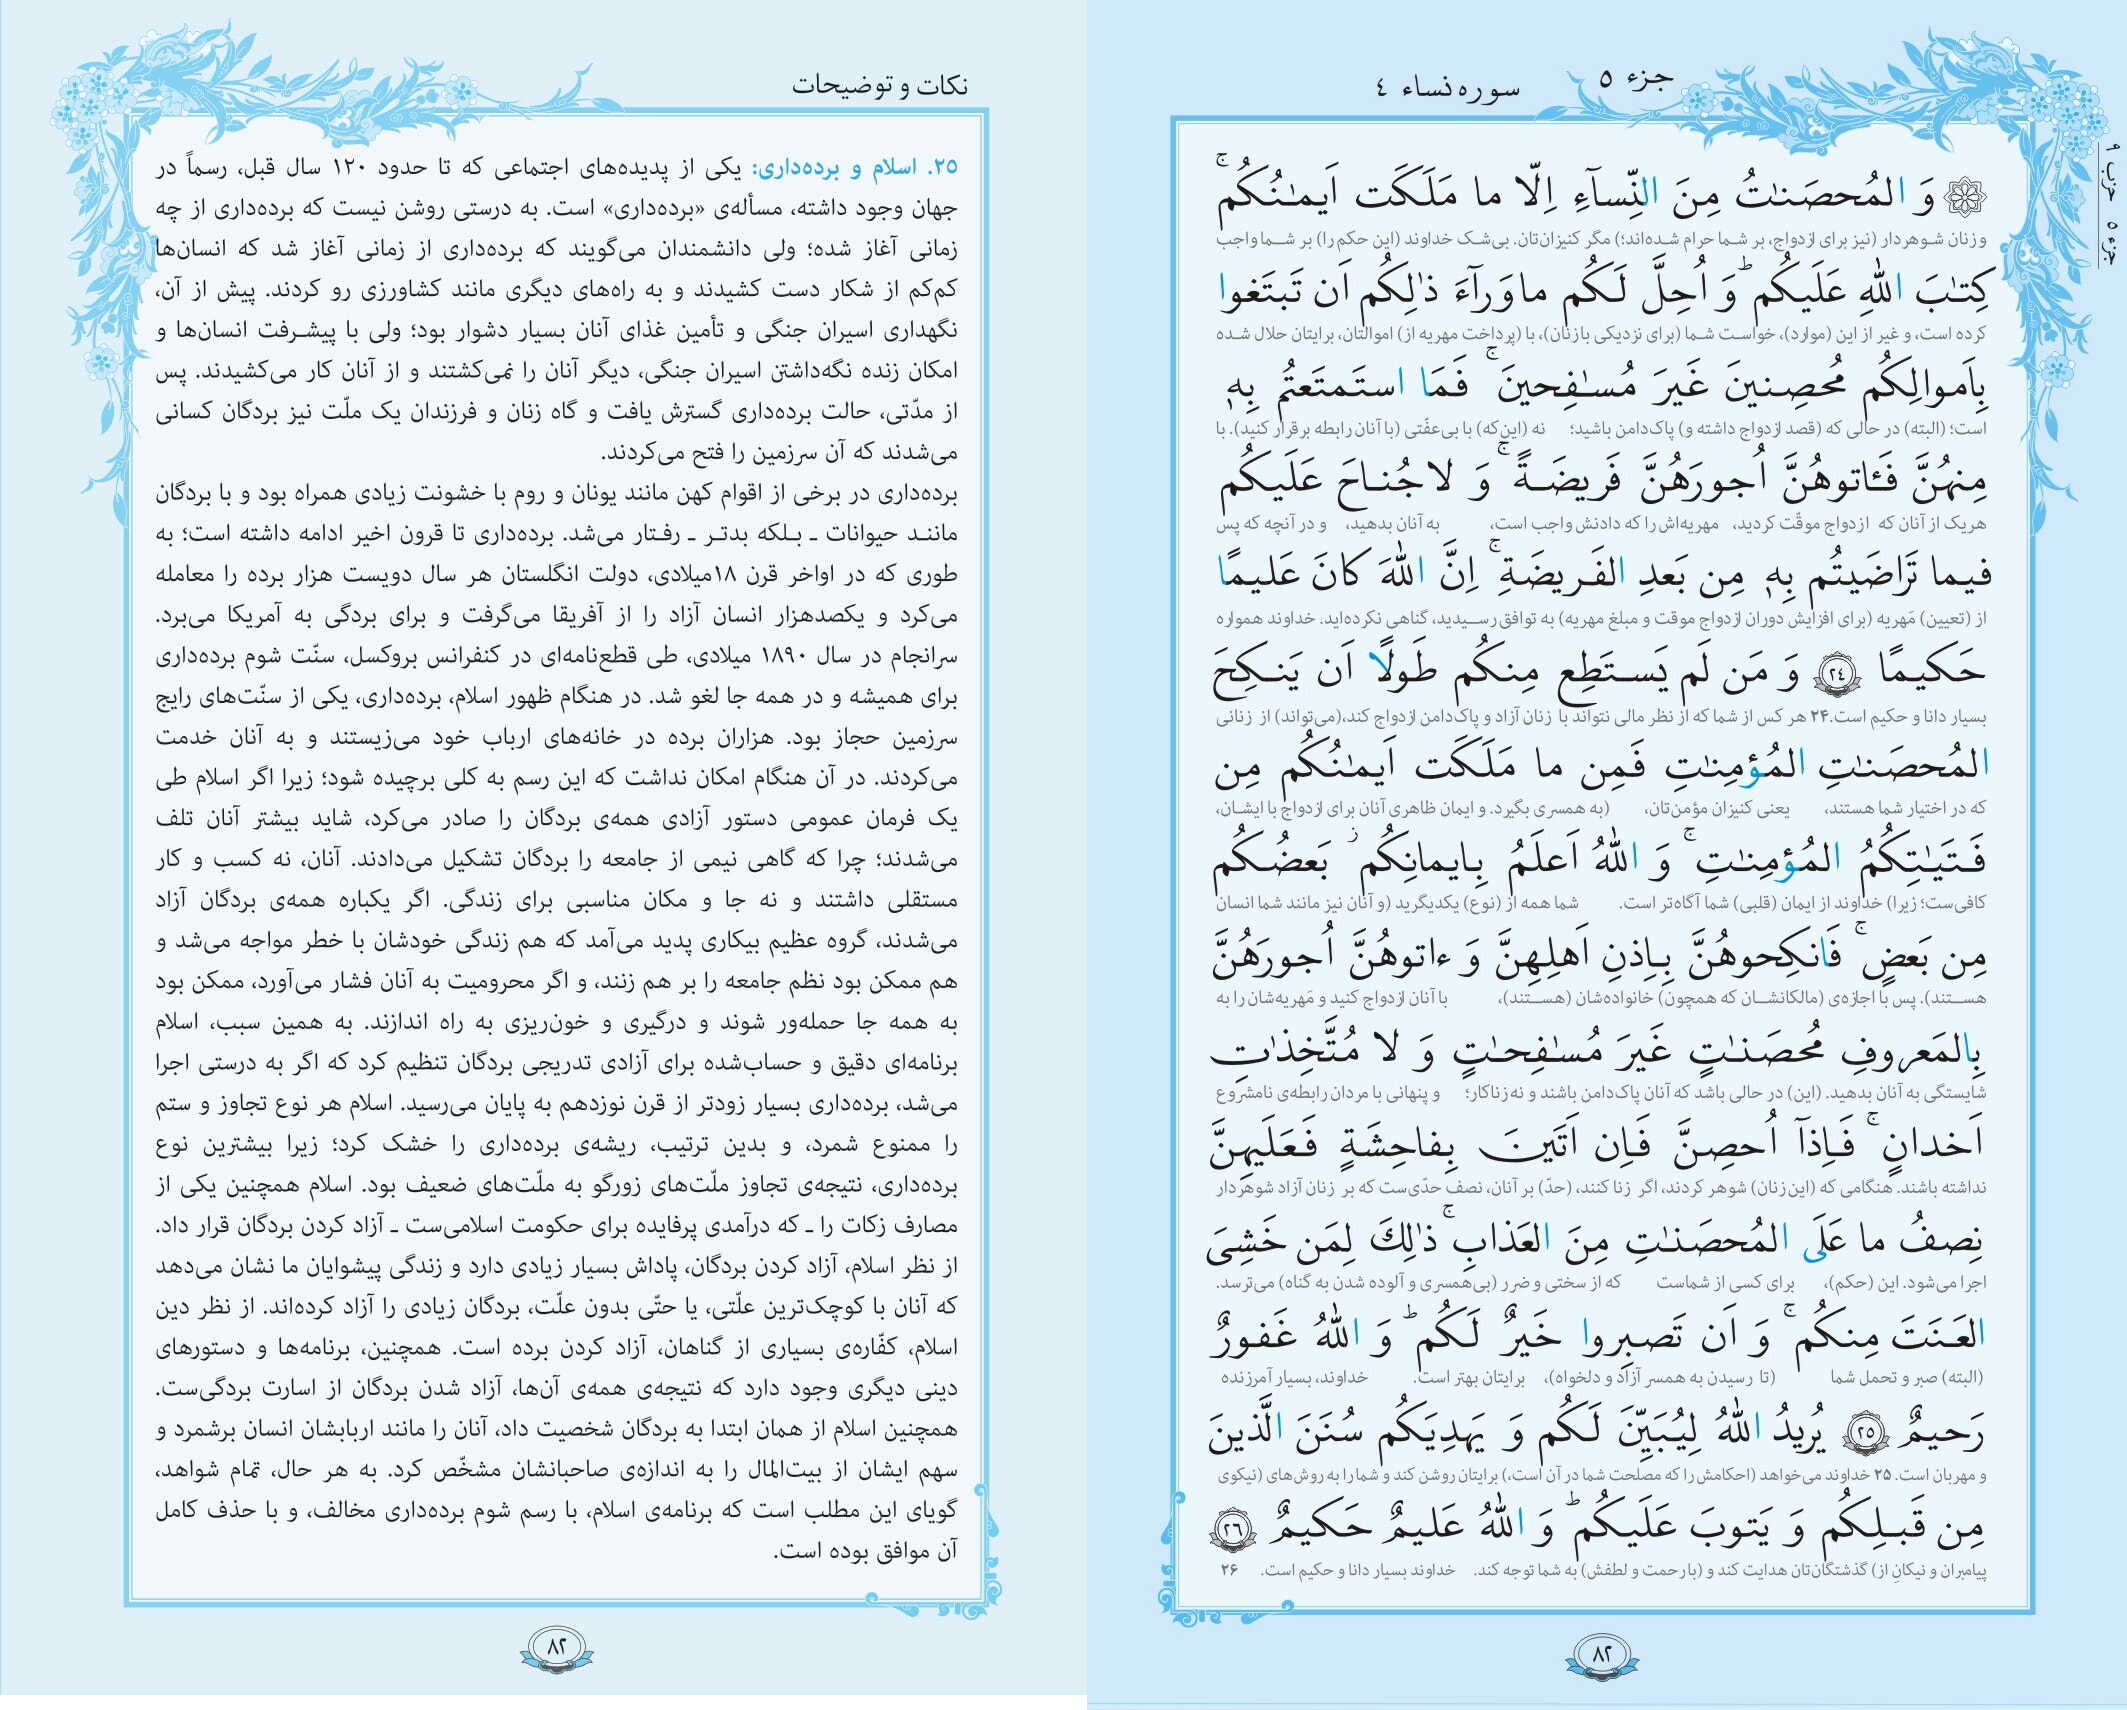 جزء ٥
سوره نساء ٤
حزب ٩
جزء ٥
وَ المُحصَنٰتُ مِنَ النِّسآءِ اِلّا ما مَلَكَت اَيمٰنُكُم ۚ
و زنان شوهردار (نیز برای ازدواج، بر شما حرام شده‌اند؛) مگر کنیزان‌تان. بی‌شک خداوند (این حکم را) بر شما واجب
كِتٰبَ اللهِ عَلَيكُم ؕ وَ اُحِلَّ لَكُم ماوَرآءَ ذٰلِكُم اَن تَبتَغوا
کرده است، و غیر از این (موارد)، خواست شما (برای نزدیکی با زنان)، با (پرداخت مهریه از) اموالتان، برایتان حلال شده
بِاَموالِكُم مُحصِنينَ غَيرَ مُسٰفِحينَ ۚ فَمَا استَمتَعتُم بِهٖ
است؛ (البته) در حالی که (قصد ازدواج داشته و) پاک‌دامن باشید؛ نه (این‌که) با بی‌عفّتی (با آنان رابطه برقرار کنید). با
مِنهُنَّ فَـٔاتوهُنَّ اُجورَهُنَّ فَريضَةً ۚ وَ لا جُناحَ عَلَيكُم
هریک از آنان که ازدواج موقّت کردید، مهریه‌اش را که دادنش واجب است، به آنان بدهید، و در آنچه که پس
فيما تَراضَيتُم بِهٖ مِن بَعدِ الفَريضَةِ ۚ اِنَّ اللهَ كانَ عَليمًا
از (تعیین) مَهریه (برای افزایش دوران ازدواج موقت و مبلغ مهریه) به توافق رسیدید، گناهی نکرده‌اید. خداوند همواره
حَكيمًا ٢٤ وَ مَن لَم يَستَطِع مِنكُم طَولًا اَن يَنكِحَ
بسیار دانا و حکیم است.۲۴ هر کس از شما که از نظر مالی نتواند با زنان آزاد و پاک‌دامن ازدواج کند،(می‌تواند) از زنانی
المُحصَنٰتِ المُؤمِنٰتِ فَمِن ما مَلَكَت اَيمٰنُكُم مِن
که در اختیار شما هستند، یعنی کنیزان مؤمن‌تان، (به همسری بگیرد. و ایمان ظاهری آنان برای ازدواج با ایشان،
فَتَيٰتِكُمُ المُؤمِنٰتِ ۚ وَ اللهُ اَعلَمُ بِايمانِكُم ۫ بَعضُكُم
کافی‌ست؛ زیرا) خداوند از ایمان (قلبی) شما آگاه‌تر است. شما همه از (نوع) یکدیگرید (و آنان نیز مانند شما انسان
مِن بَعضٍ ۚ فَانكِحوهُنَّ بِاِذنِ اَهلِهِنَّ وَ ءاتوهُنَّ اُجورَهُنَّ
هستند). پس با اجازه‌ی (مالکانشان که همچون) خانواده‌شان (هستند)، با آنان ازدواج کنید و مَهریه‌شان را به
بِالمَعروفِ مُحصَنٰتٍ غَيرَ مُسٰفِحٰتٍ وَ لا مُتَّخِذٰتِ
شایستگی به آنان بدهید. (این) در حالی باشد که آنان پاک‌دامن باشند و نه زناکار؛ و پنهانی با مردان رابطه‌ی نامشروع
اَخدانٍ ۚ فَاِذآ اُحصِنَّ فَاِن اَتَينَ بِفاحِشَةٍ فَعَلَيهِنَّ
نداشته باشند. هنگامی که (این زنان) شوهر کردند، اگر زنا کنند، (حدّ) بر آنان، نصف حدّی‌ست که بر زنان آزاد شوهردار
نِصفُ ما عَلَى المُحصَنٰتِ مِنَ العَذابِ ۚ ذٰلِكَ لِمَن خَشِىَ
اجرا می‌شود. این (حکم)، برای کسی از شماست که از سختی و ضرر (بی‌همسری و آلوده شدن به گناه) می‌ترسد.
العَنَتَ مِنكُم ۚ وَ اَن تَصبِروا خَيرٌ لَكُم ؕ وَ اللهُ غَفورٌ
(البته) صبر و تحمل شما (تا رسیدن به همسر آزاد و دلخواه)، برایتان بهتر است. خداوند، بسیار آمرزنده
رَحيمٌ ٢٥ يُريدُ اللهُ لِيُبَيِّنَ لَكُم وَ يَهدِيَكُم سُنَنَ الَّذينَ
و مهربان است. ۲۵ خداوند می‌خواهد (احکامش را که مصلحت شما در آن است،) برایتان روشن کند و شما را به روش‌های (نیکوی
مِن قَبلِكُم وَ يَتوبَ عَلَيكُم ؕ وَ اللهُ عَليمٌ حَكيمٌ ٢٦
پیامبران و نیکانِ از) گذشتگان‌تان هدایت کند و (با رحمت و لطفش) به شما توجه کند. خداوند بسیار دانا و حکیم است. ۲۶
۸۲
نکات و توضیحات
۲۵. اسلام و برده‌داری: یکی از پدیده‌های اجتماعی که تا حدود ۱۲۰ سال قبل، رسماً در
جهان وجود داشته، مسأله‌ی «برده‌داری» است. به درستی روشن نیست که برده‌داری از چه
زمانی آغاز شده؛ ولی دانشمندان می‌گویند که برده‌داری از زمانی آغاز شد که انسان‌ها
کم‌کم از شکار دست کشیدند و به راه‌های دیگری مانند کشاورزی رو کردند. پیش از آن،
نگهداری اسیران جنگی و تأمین غذای آنان بسیار دشوار بود؛ ولی با پیشرفت انسان‌ها و
امکان زنده نگه‌داشتن اسیران جنگی، دیگر آنان را نمی‌کشتند و از آنان کار می‌کشیدند. پس
از مدّتی، حالت برده‌داری گسترش یافت و گاه زنان و فرزندان یک ملّت نیز بردگان کسانی
می‌شدند که آن سرزمین را فتح می‌کردند.
برده‌داری در برخی از اقوام کهن مانند یونان و روم با خشونت زیادی همراه بود و با بردگان
مانند حیوانات ـ بلکه بدتر ـ رفتار می‌شد. برده‌داری تا قرون اخیر ادامه داشته است؛ به
طوری که در اواخر قرن ۱۸میلادی، دولت انگلستان هر سال دویست هزار برده را معامله
می‌کرد و یکصدهزار انسان آزاد را از آفریقا می‌گرفت و برای بردگی به آمریکا می‌برد.
سرانجام در سال ۱۸۹۰ میلادی، طی قطع‌نامه‌ای در کنفرانس بروکسل، سنّت شوم برده‌داری
برای همیشه و در همه جا لغو شد. در هنگام ظهور اسلام، برده‌داری، یکی از سنّت‌های رایج
سرزمین حجاز بود. هزاران برده در خانه‌های ارباب خود می‌زیستند و به آنان خدمت
می‌کردند. در آن هنگام امکان نداشت که این رسم به کلی برچیده شود؛ زیرا اگر اسلام طی
یک فرمان عمومی دستور آزادی همه‌ی بردگان را صادر می‌کرد، شاید بیشتر آنان تلف
می‌شدند؛ چرا که گاهی نیمی از جامعه را بردگان تشکیل می‌دادند. آنان، نه کسب و کار
مستقلی داشتند و نه جا و مکان مناسبی برای زندگی. اگر یکباره همه‌ی بردگان آزاد
می‌شدند، گروه عظیم بیکاری پدید می‌آمد که هم زندگی خودشان با خطر مواجه می‌شد و
هم ممکن بود نظم جامعه را بر هم زنند، و اگر محرومیت به آنان فشار می‌آورد، ممکن بود
به همه جا حمله‌ور شوند و درگیری و خون‌ریزی به راه اندازند. به همین سبب، اسلام
برنامه‌ای دقیق و حساب‌شده برای آزادی تدریجی بردگان تنظیم کرد که اگر به درستی اجرا
می‌شد، برده‌داری بسیار زودتر از قرن نوزدهم به پایان می‌رسید. اسلام هر نوع تجاوز و ستم
را ممنوع شمرد، و بدین ترتیب، ریشه‌ی برده‌داری را خشک کرد؛ زیرا بیشترین نوع
برده‌داری، نتیجه‌ی تجاوز ملّت‌های زورگو به ملّت‌های ضعیف بود. اسلام همچنین یکی از
مصارف زکات را ـ که درآمدی پرفایده برای حکومت اسلامی‌ست ـ آزاد کردن بردگان قرار داد.
از نظر اسلام، آزاد کردن بردگان، پاداش بسیار زیادی دارد و زندگی پیشوایان ما نشان می‌دهد
که آنان با کوچک‌ترین علّتی، یا حتّی بدون علّت، بردگان زیادی را آزاد کرده‌اند. از نظر دین
اسلام، کفّاره‌ی بسیاری از گناهان، آزاد کردن برده است. همچنین، برنامه‌ها و دستورهای
دینی دیگری وجود دارد که نتیجه‌ی همه‌ی آن‌ها، آزاد شدن بردگان از اسارت بردگی‌ست.
همچنین اسلام از همان ابتدا به بردگان شخصیت داد، آنان را مانند اربابشان انسان برشمرد و
سهم ایشان از بیت‌المال را به اندازه‌ی صاحبانشان مشخّص کرد. به هر حال، تمام شواهد،
گویای این مطلب است که برنامه‌ی اسلام، با رسم شوم برده‌داری مخالف، و با حذف کامل
آن موافق بوده است.
۸۲